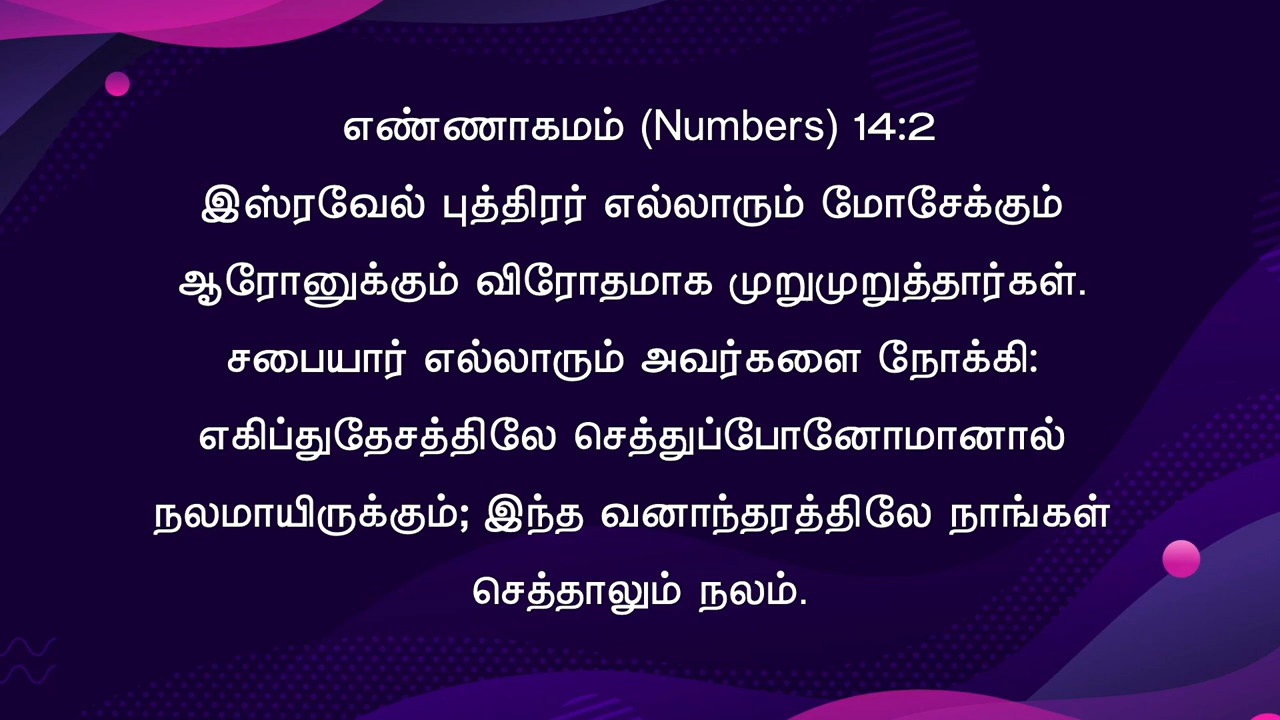 எண்ணாகமம் (Numbers) 14:2
இஸ்ரவேல் புத்திரர் எல்லாரும் மோசேக்கும்
ஆரோனுக்கும் விரோதமாக முறுமுறுத்தார்கள்.
சபையார் எல்லாரும் அவர்களை நோக்கி:
எகிப்துதேசத்திலே செத்துப்போனோமானால்
நலமாயிருக்கும்; இந்த வனாந்தரத்திலே நாங்கள்
செத்தாலும் நலம்.